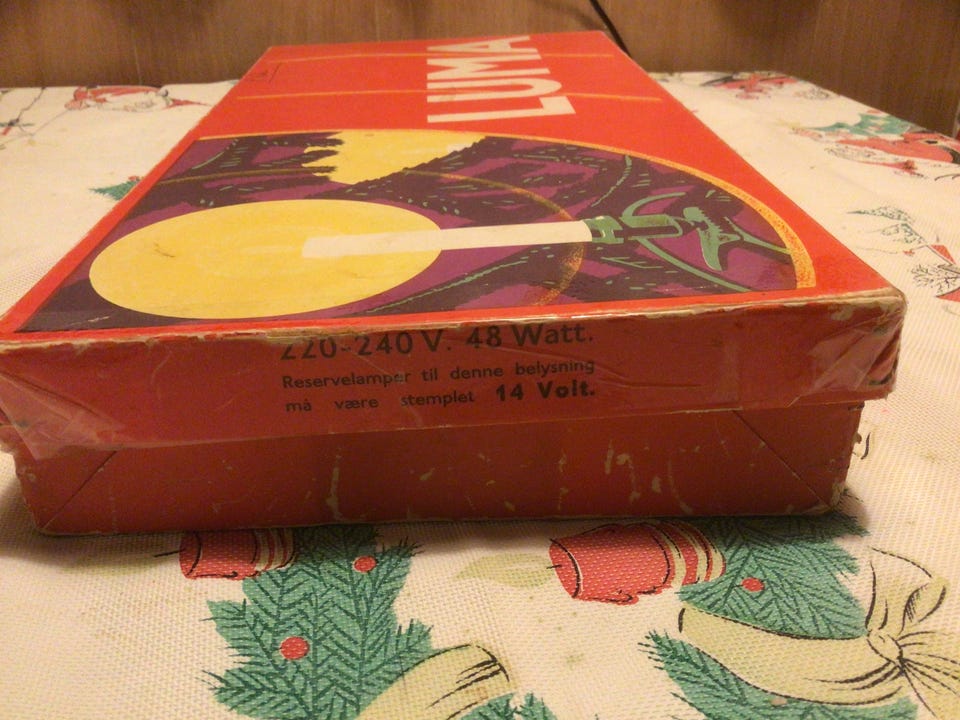 LUMA
220-240 V. 48 Watt.
Reservelamper til denne belysning
må være stemplet 14 Volt.